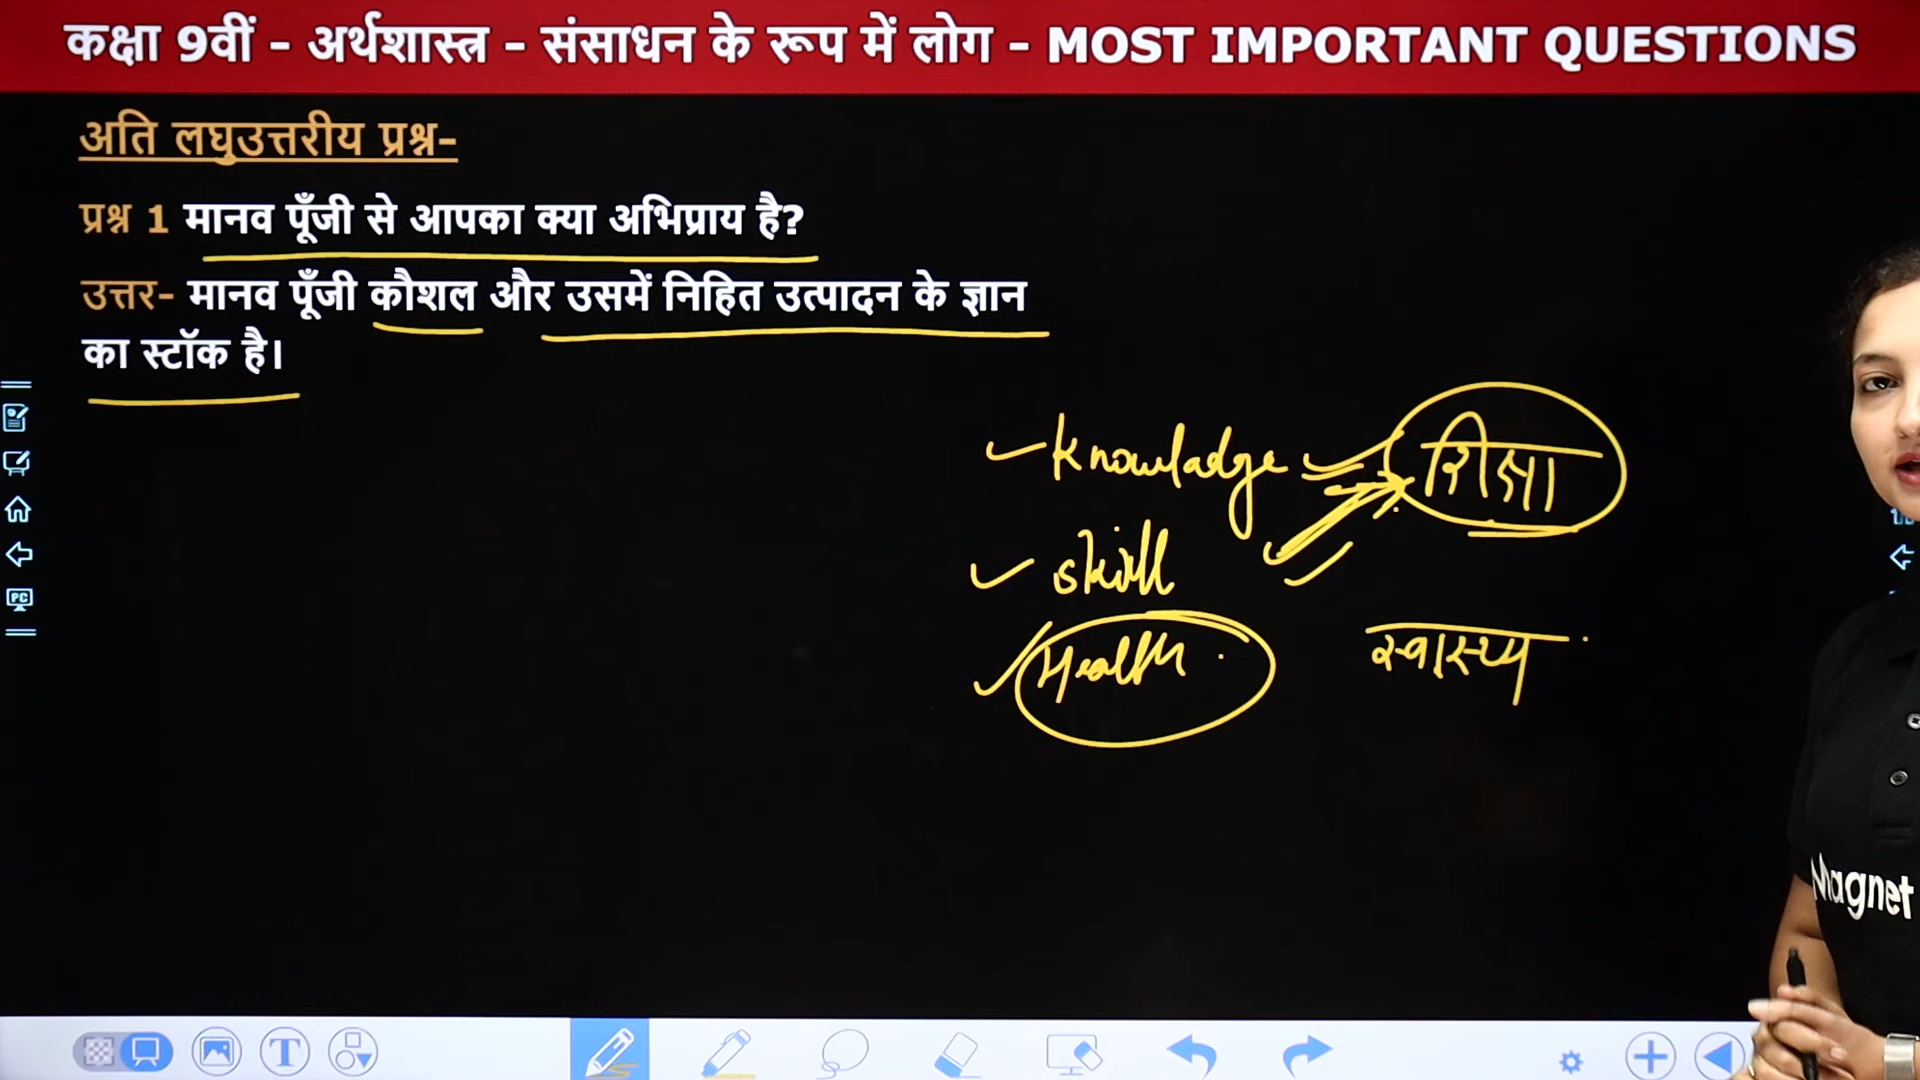 कक्षा 9वीं - अर्थशास्त्र - संसाधन के रूप में लोग - MOST IMPORTANT QUESTIONS
अति लघुउत्तरीय प्रश्न-
प्रश्न 1 मानव पूँजी से आपका क्या अभिप्राय है?
उत्तर- मानव पूँजी कौशल और उसमें निहित उत्पादन के ज्ञान
का स्टॉक है।
knowladge शिक्षा
skill
Health स्वास्थ्य
Magnet
PC
T